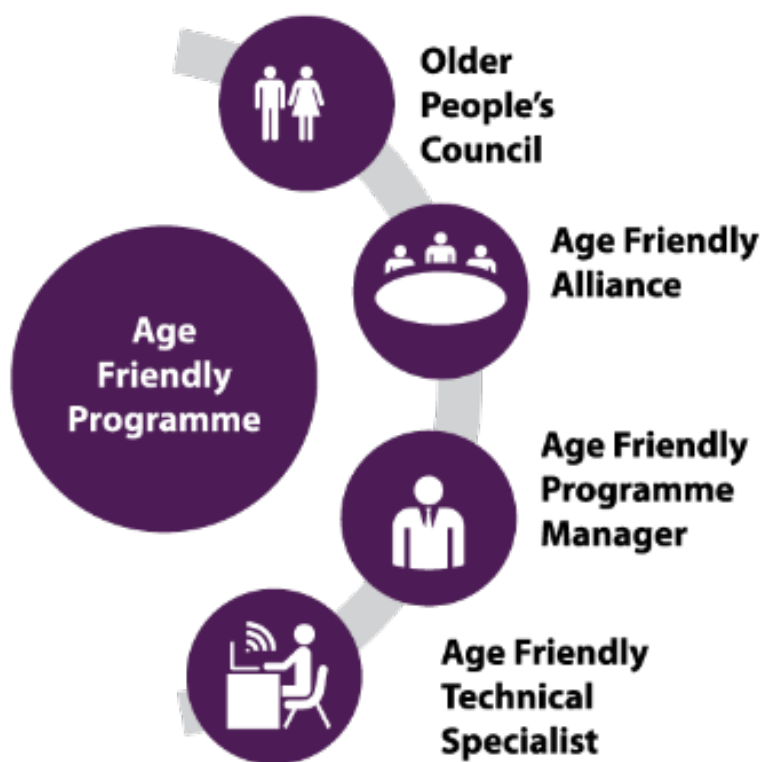 Older
People's
Council
Age Friendly
Alliance
Age
Friendly
Programme
Age Friendly
Programme
Manager
Age Friendly
Technical
Specialist